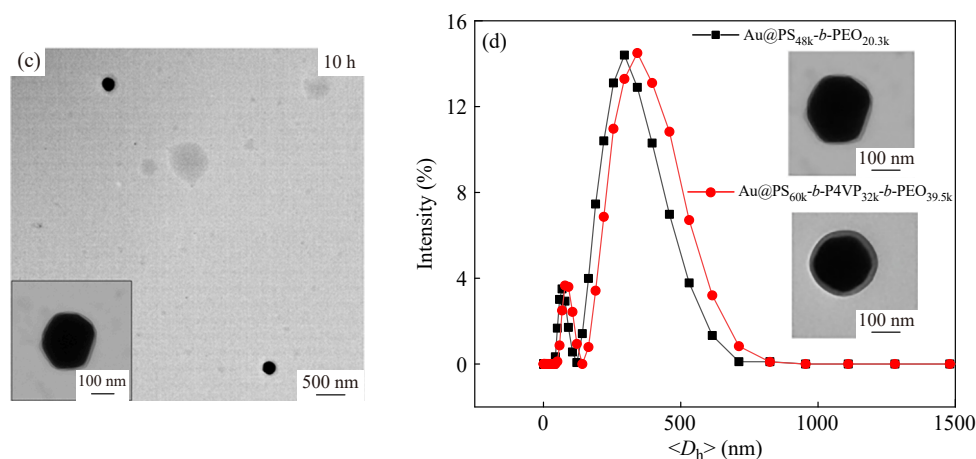 (c)
10 h
100 nm
500 nm
(d)
16
12
8
4
0
Intensity (%)
Au@PS48k-b-PEO20.3k
100 nm
Au@PS60k-b-P4VP32k-b-PEO39.5k
100 nm
0 500 1000 1500
<Dh> (nm)